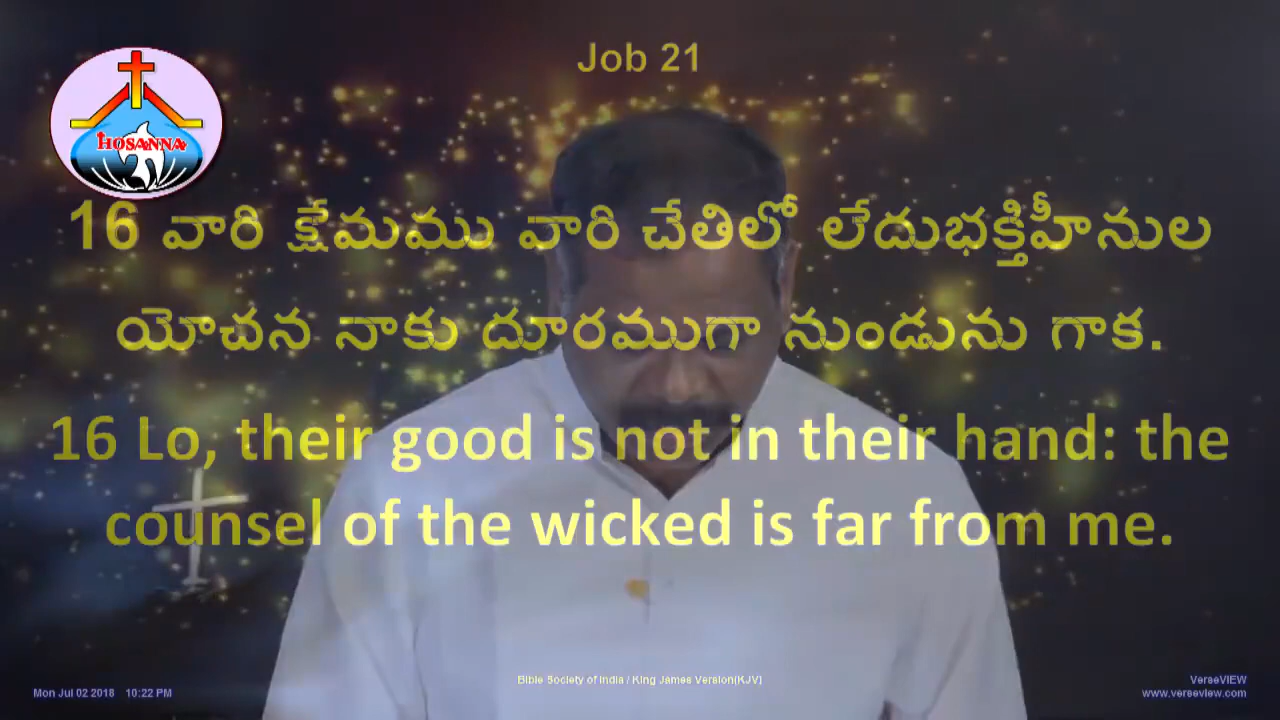 Job 21
HOSANNA
16 వారి క్షేమము వారి చేతిలో లేదుభక్తిహీనుల
యోచన నాకు దూరముగా నుండును గాక.
16 Lo, their good is not in their hand: the
counsel of the wicked is far from me.
Mon Jul 02 2018 10:22 PM
Bible Society of India / King James Version(KJV)
VerseVIEW
www.verseview.com